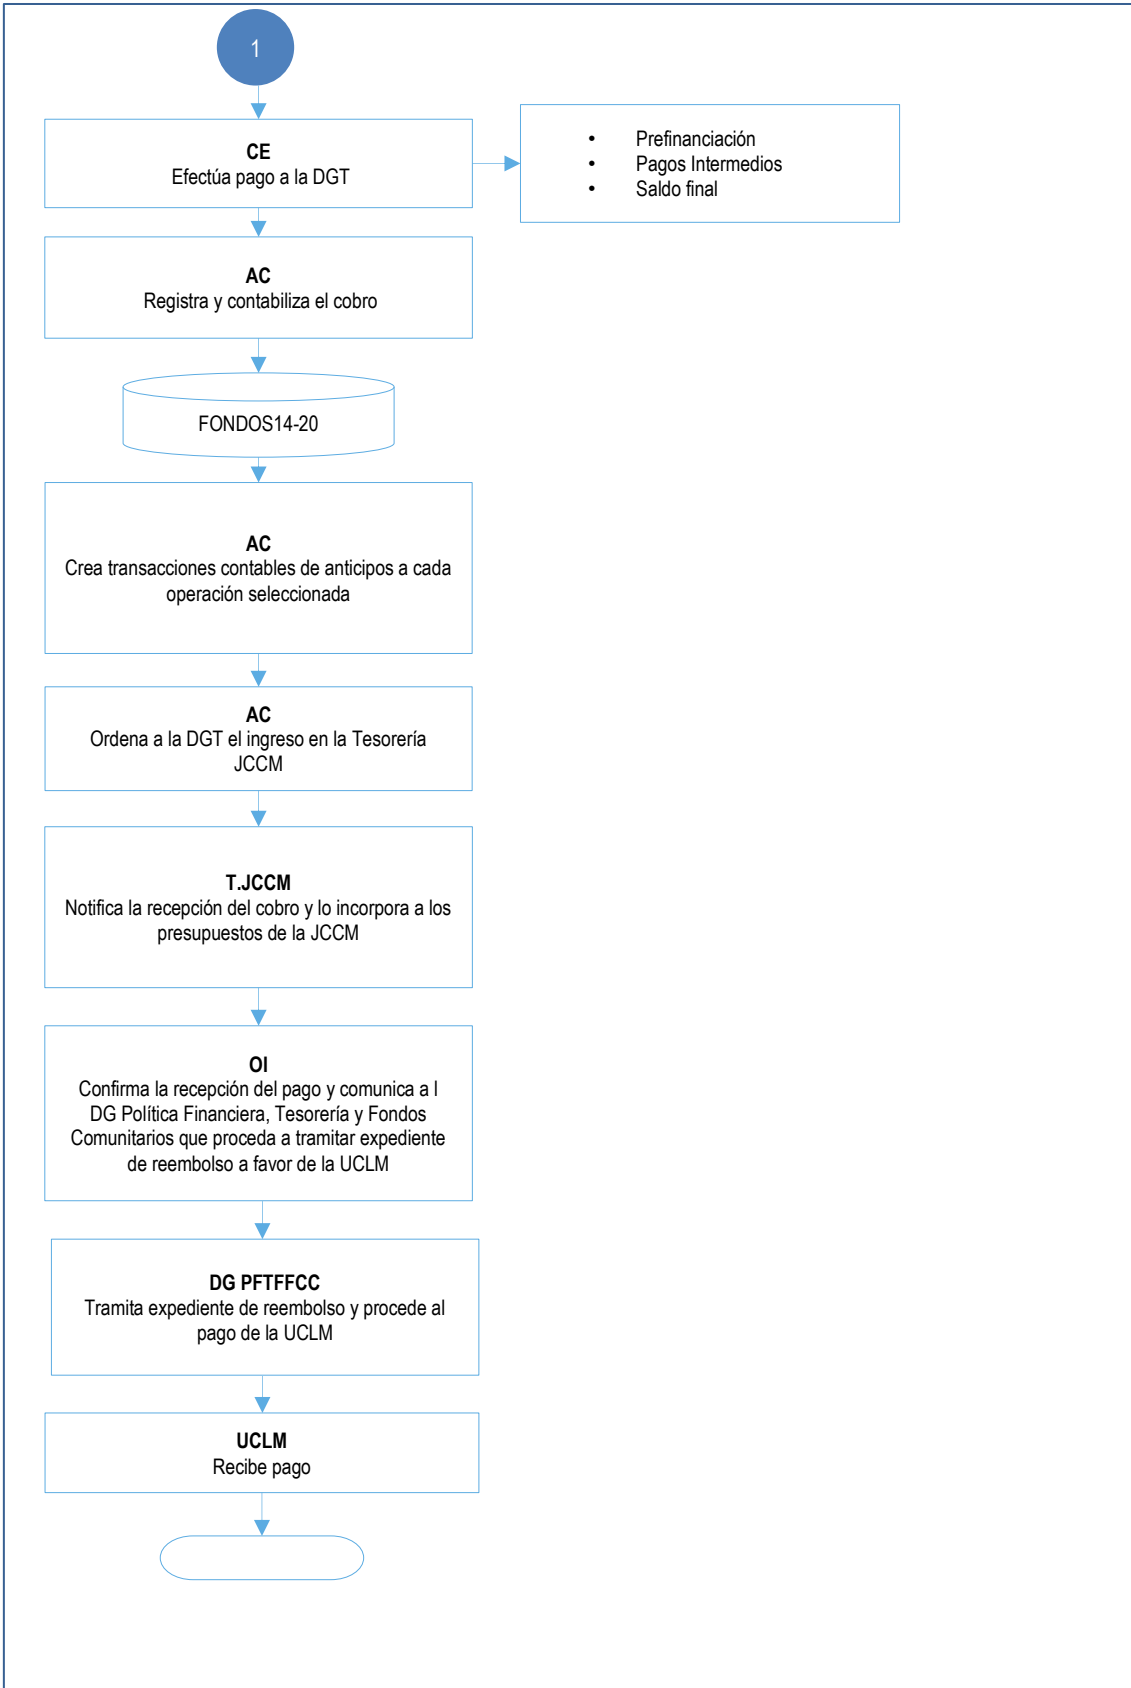 1
CE
Efectúa pago a la DGT
• Prefinanciación
• Pagos Intermedios
• Saldo final
AC
Registra y contabiliza el cobro
FONDOS14-20
AC
Crea transacciones contables de anticipos a cada
operación seleccionada
AC
Ordena a la DGT el ingreso en la Tesorería
JCCM
T.JCCM
Notifica la recepción del cobro y lo incorpora a los
presupuestos de la JCCM
OI
Confirma la recepción del pago y comunica a l
DG Política Financiera, Tesorería y Fondos
Comunitarios que proceda a tramitar expediente
de reembolso a favor de la UCLM
DG PFTFFCC
Tramita expediente de reembolso y procede al
pago de la UCLM
UCLM
Recibe pago